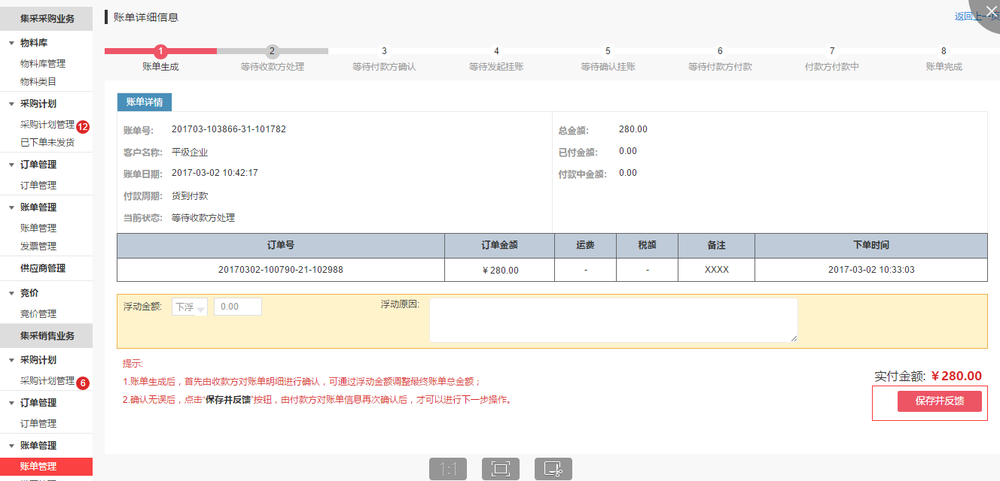 集采采购业务
物料库
物料库管理
物料类目
采购计划
采购计划管理 12
已下单未发货
订单管理
订单管理
账单管理
账单管理
发票管理
供应商管理
竞价
竞价管理
集采销售业务
采购计划
采购计划管理 6
订单管理
订单管理
账单管理
账单管理
账单详细信息
返回上一页
1 2 3 4 5 6 7 8
账单生成 等待收款方处理 等待付款方确认 等待发起挂账 等待确认挂账 等待付款方付款 付款方付款中 账单完成
账单详情
账单号: 201703-103866-31-101782
客户名称: 平级企业
账单日期: 2017-03-02 10:42:17
付款周期: 货到付款
当前状态: 等待收款方处理
总金额: 280.00
已付金额: 0.00
付款中金额: 0.00
订单号 订单金额 运费 税额 备注 下单时间
20170302-100790-21-102988 ¥280.00 - - XXXX 2017-03-02 10:33:03
浮动金额: 下浮 0.00 浮动原因:
提示:
1.账单生成后，首先由收款方对账单明细进行确认，可通过浮动金额调整最终账单总金额；
2.确认无误后，点击“保存并反馈”按钮，由付款方对账单信息再次确认后，才可以进行下一步操作。
实付金额: ¥280.00
保存并反馈
1:1